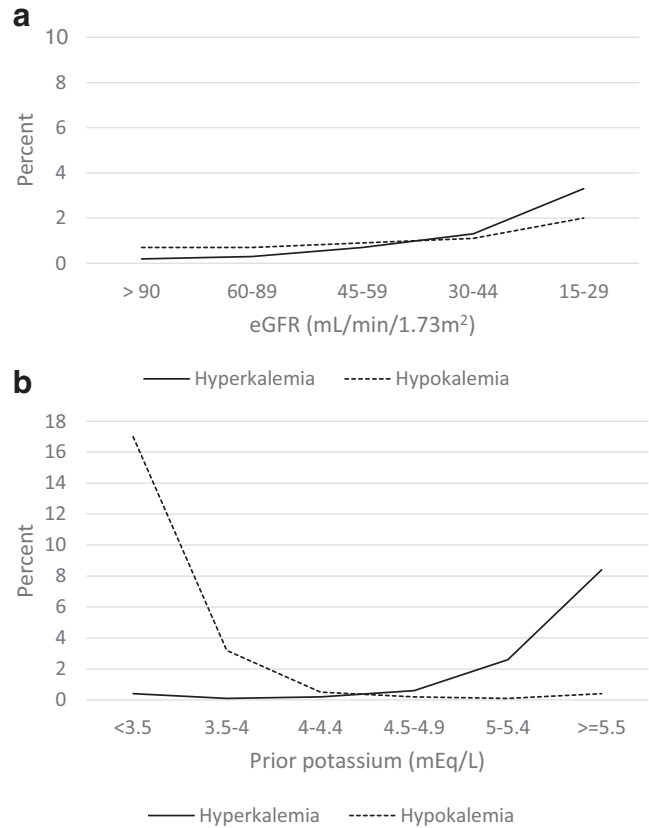 a
10
8
6
4
2
0
Percent
> 90 60-89 45-59 30-44 15-29
eGFR (mL/min/1.73m²)
Hyperkalemia Hypokalemia
b
18
16
14
12
10
8
6
4
2
0
Percent
<3.5 3.5-4 4-4.4 4.5-4.9 5-5.4 >=5.5
Prior potassium (mEq/L)
Hyperkalemia Hypokalemia